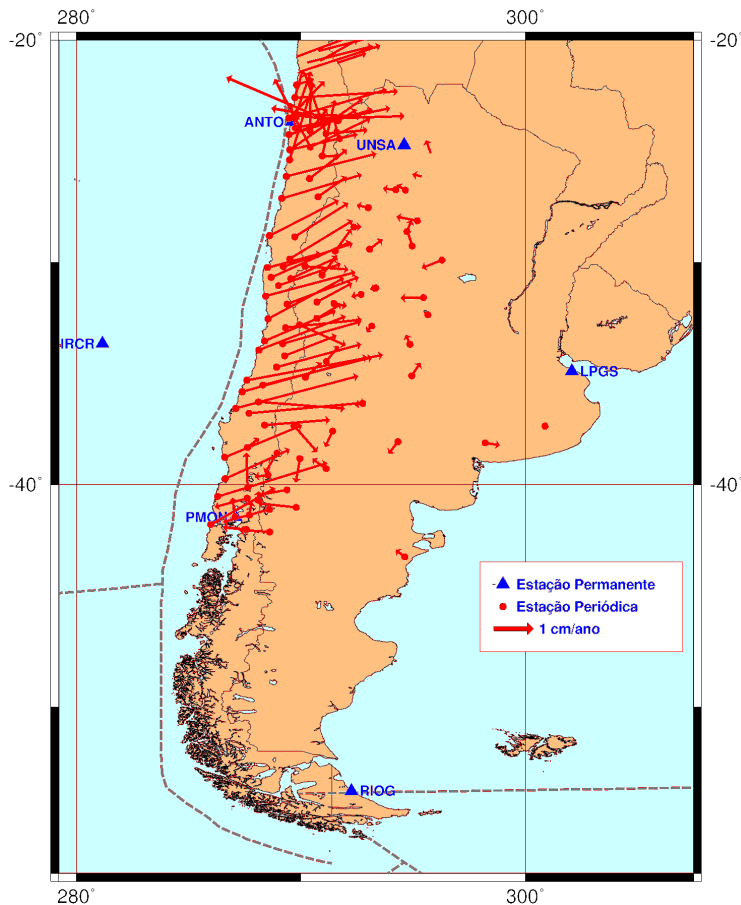 280° 300°
-20° -20°
ANTO
UNSA
IRCR
LPGS
-40° -40°
PMON
Estação Permanente
Estação Periódica
1 cm/ano
RIOG
280° 300°